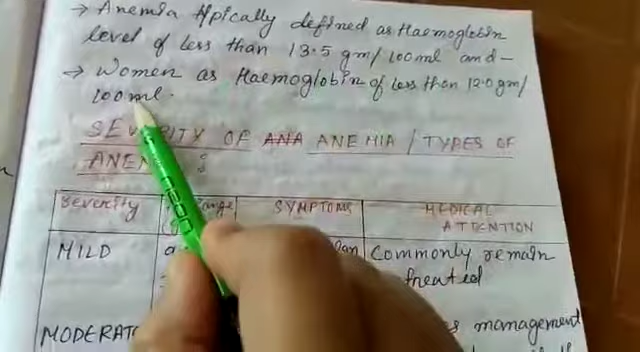 → Anemia typically defined as Haemoglobin
level of less than 13.5 gm/100ml and -
→ Women as Haemoglobin of less than 12.0 gm/
100ml.
SEVERITY OF ANA ANEMIA / TYPES OF
ANEM :
Severity SYMPTOMS MEDICAL
ATTENTION
MILD Commonly remain
treated
MODERATE management